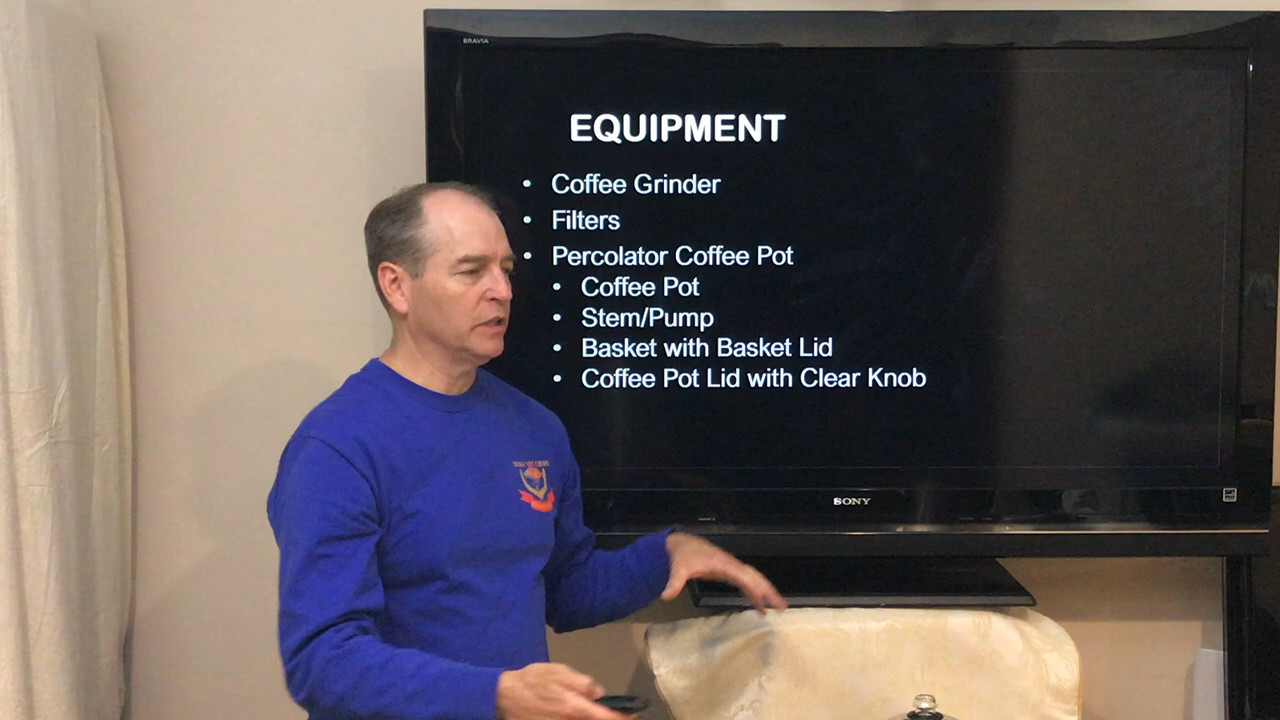 BRAVIA
EQUIPMENT
• Coffee Grinder
• Filters
• Percolator Coffee Pot
• Coffee Pot
• Stem/Pump
• Basket with Basket Lid
• Coffee Pot Lid with Clear Knob
SONY